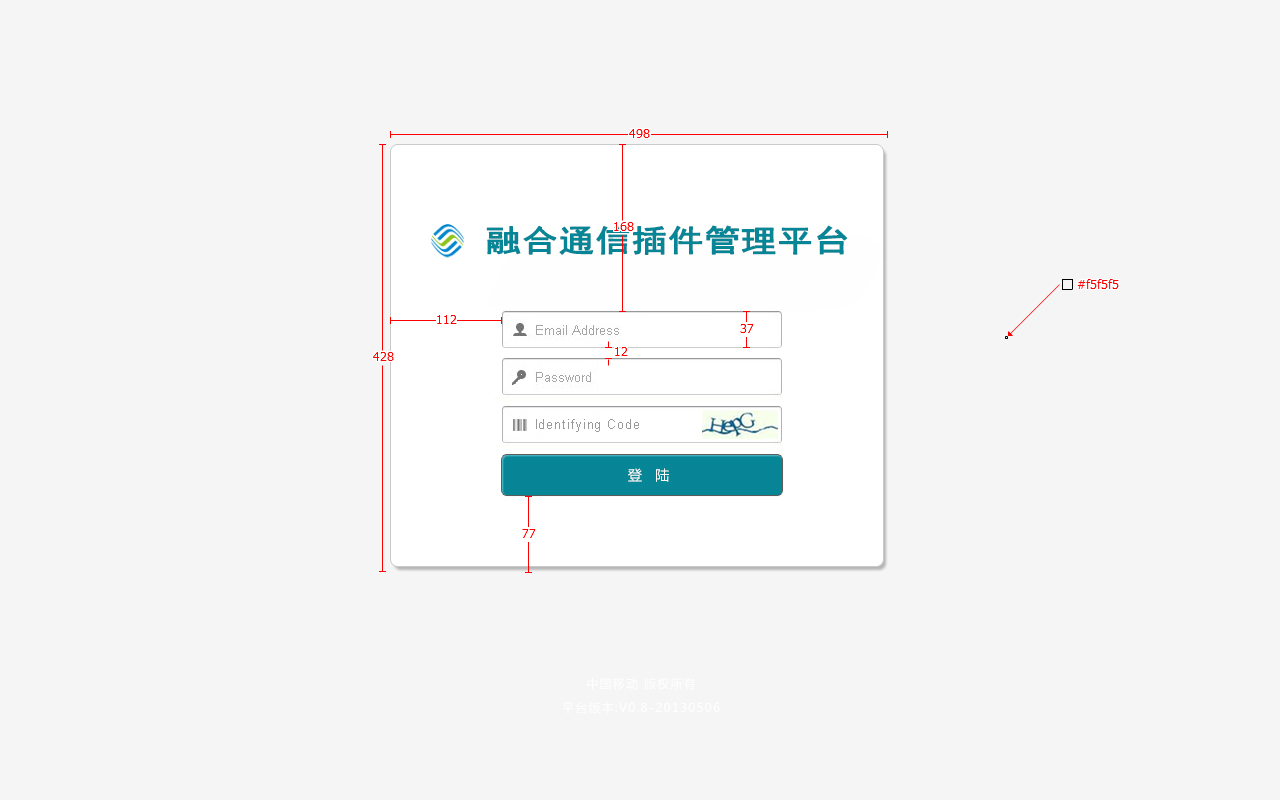 498
168
融合通信插件管理平台
#f5f5f5
112
Email Address
37
12
428
Password
Identifying Code
HepG
登 陆
77
中国移动 版权所有
平台版本:V0.8-20130506